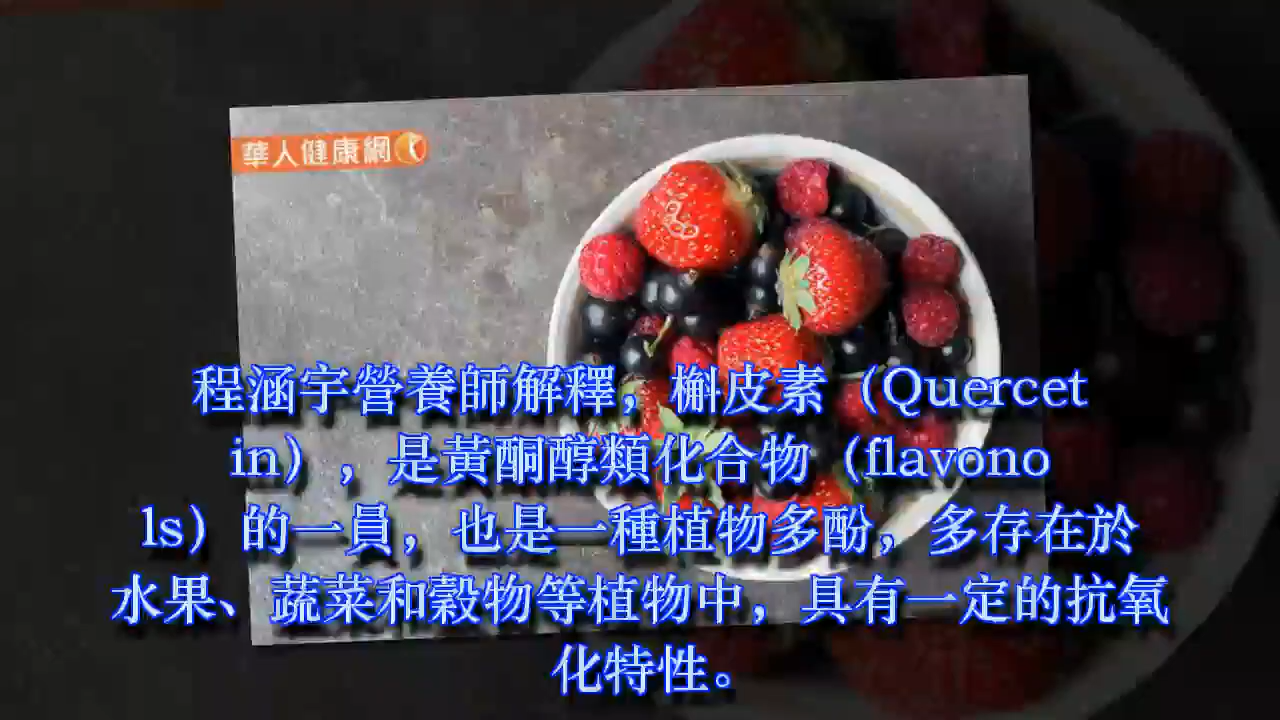 華人健康網
程涵宇營養師解釋，槲皮素（Quercet
in），是黃酮醇類化合物（flavono
ls）的一員，也是一種植物多酚，多存在於
水果、蔬菜和穀物等植物中，具有一定的抗氧
化特性。